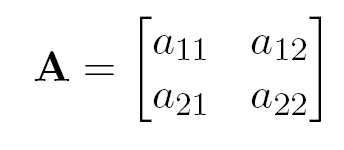 A = [ a₁₁ a₁₂
a₂₁ a₂₂ ]